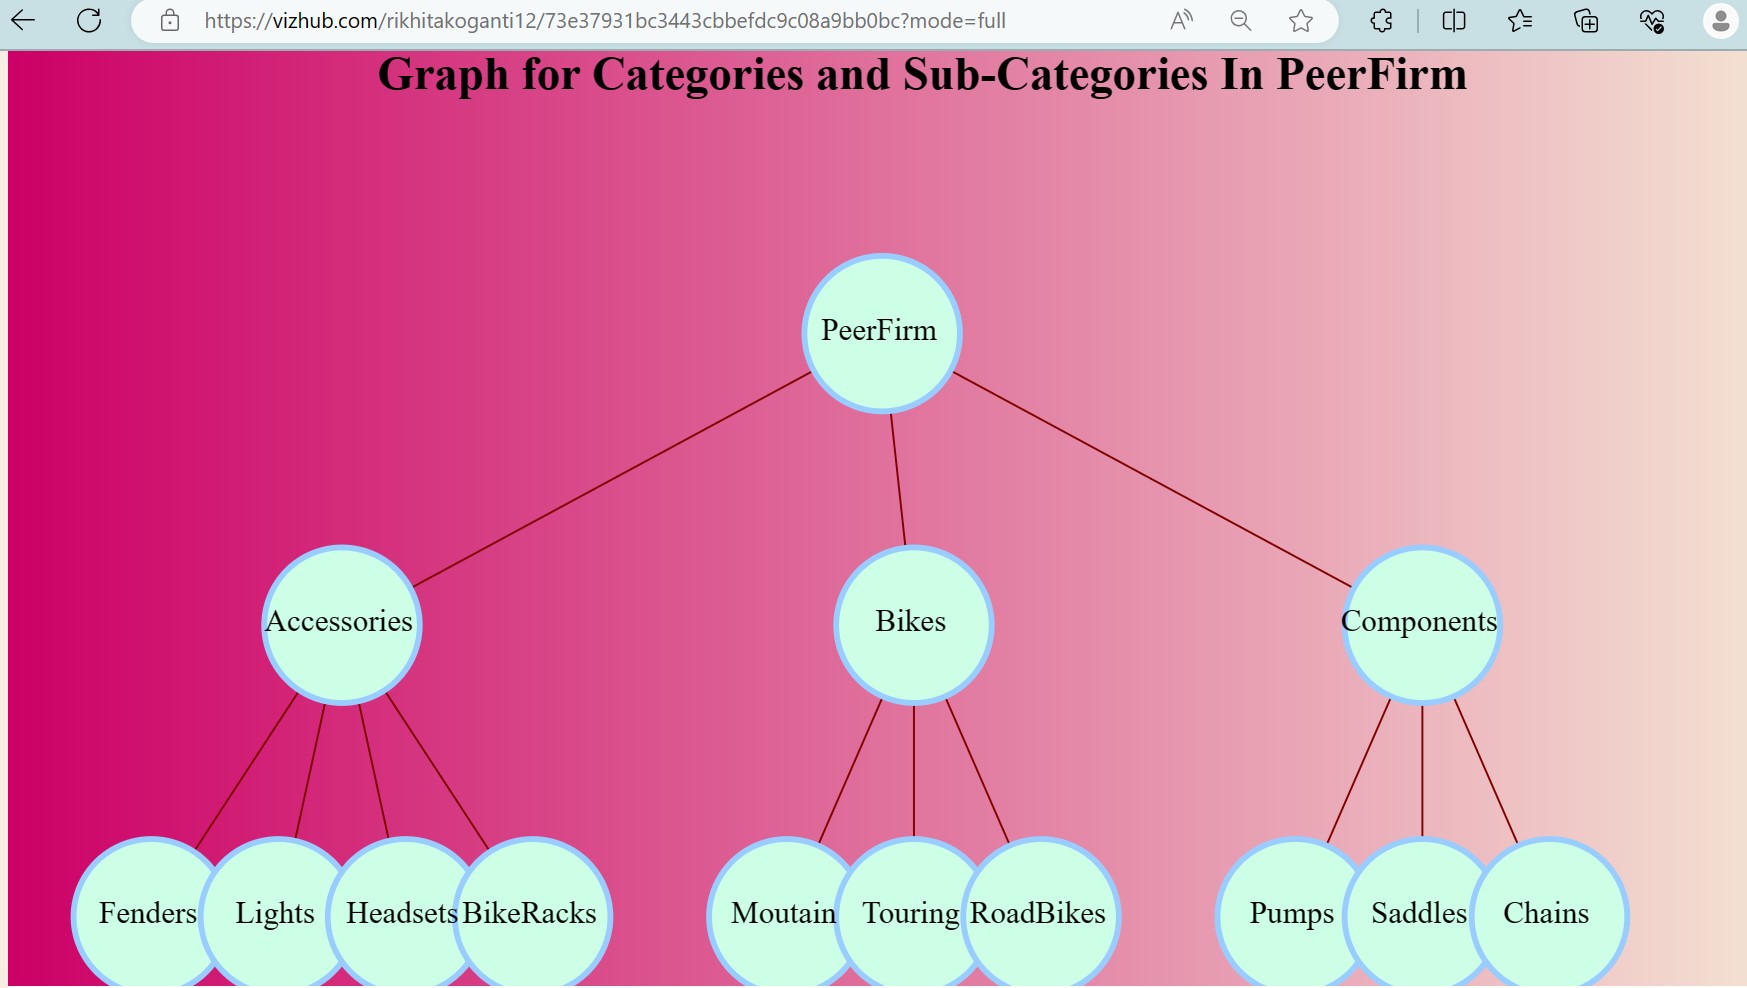 https://vizhub.com/rikhitakoganti12/73e37931bc3443cbbefdc9c08a9bb0bc?mode=full
Graph for Categories and Sub-Categories In PeerFirm
PeerFirm
Accessories
Bikes
Components
Fenders
Lights
Headsets
BikeRacks
Moutain
Touring
RoadBikes
Pumps
Saddles
Chains